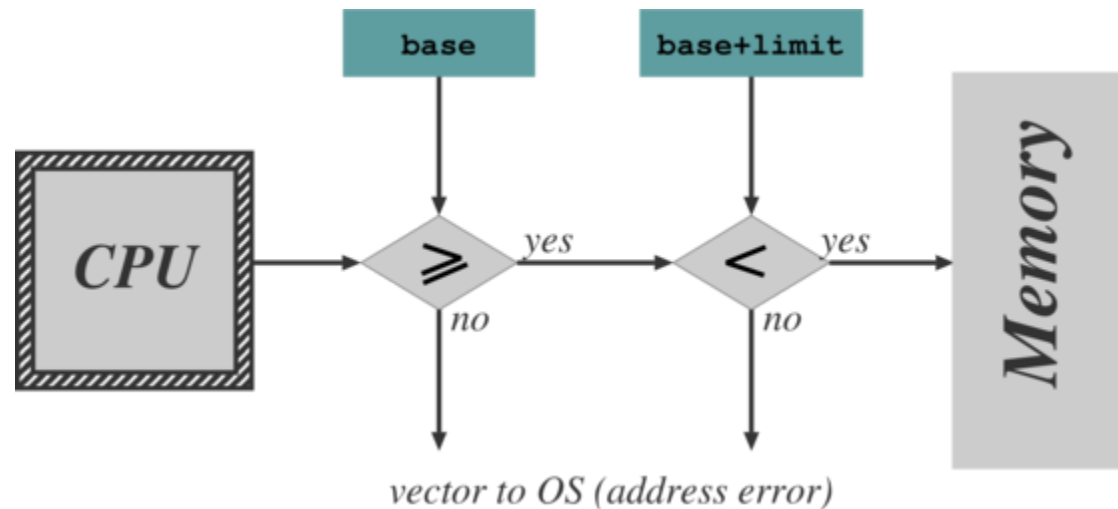 base
base+limit
CPU
≥
yes
<
yes
Memory
no
no
vector to OS (address error)